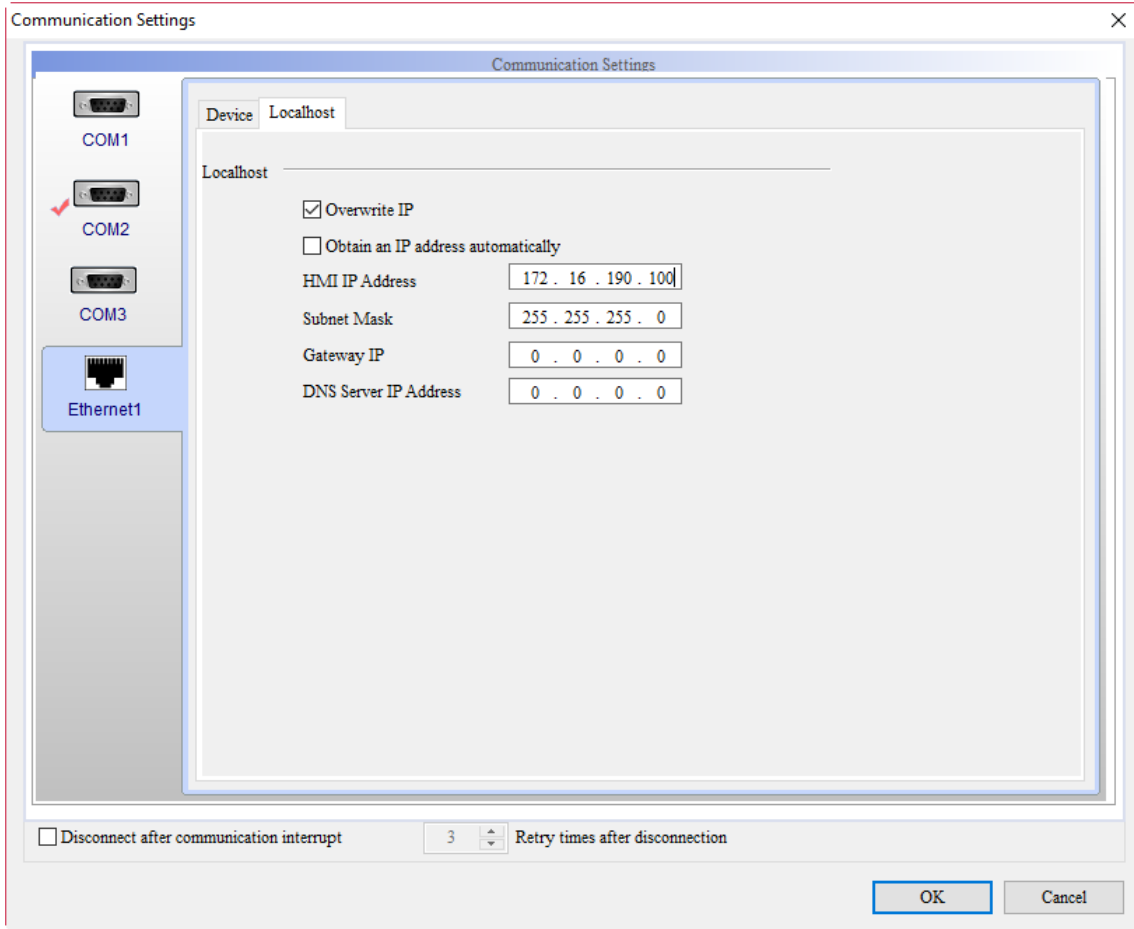 Communication Settings
Communication Settings
COM1
COM2
COM3
Ethernet1
Device Localhost
Localhost
Overwrite IP
Obtain an IP address automatically
HMI IP Address 172 . 16 . 190 . 100
Subnet Mask 255 . 255 . 255 . 0
Gateway IP 0 . 0 . 0 . 0
DNS Server IP Address 0 . 0 . 0 . 0
Disconnect after communication interrupt 3 Retry times after disconnection
OK Cancel